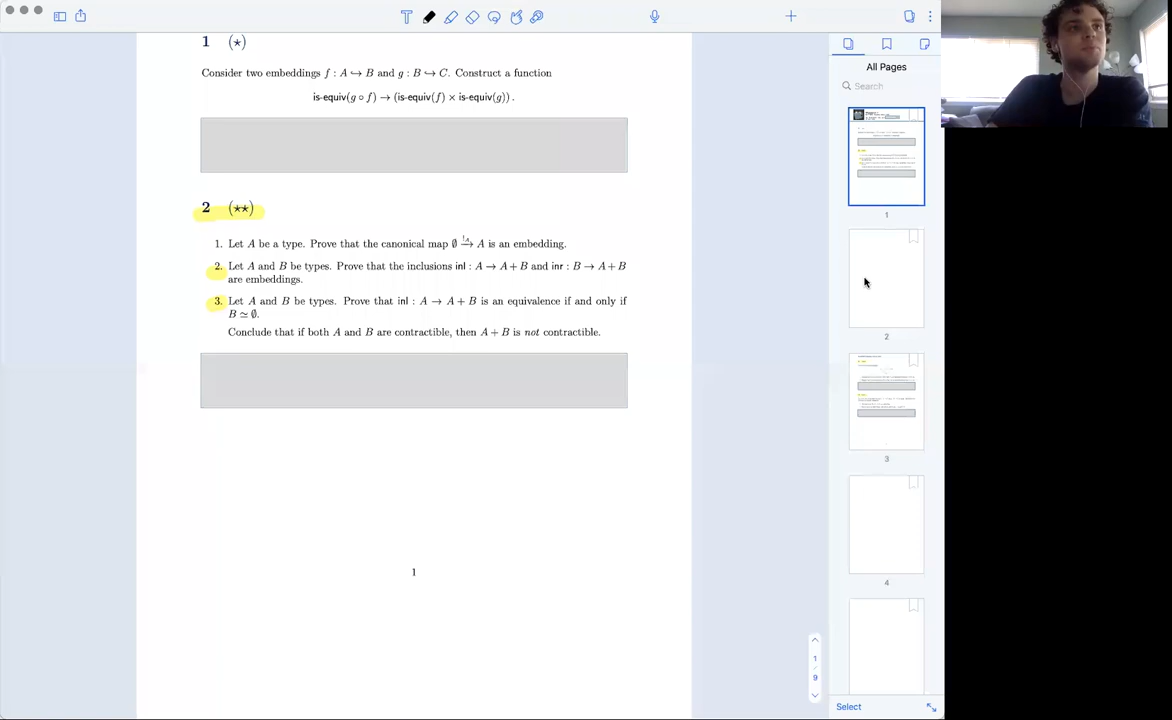 1 (⋆)
Consider two embeddings f : A ↪ B and g : B ↪ C. Construct a function
is-equiv(g ∘ f) → (is-equiv(f) × is-equiv(g)) .
2 (⋆⋆)
1. Let A be a type. Prove that the canonical map ∅ → A is an embedding.
2. Let A and B be types. Prove that the inclusions inl : A → A + B and inr : B → A + B
are embeddings.
3. Let A and B be types. Prove that inl : A → A + B is an equivalence if and only if
B ≃ ∅.
Conclude that if both A and B are contractible, then A + B is not contractible.
1
1
9
All Pages
Search
1
2
3
4
Select